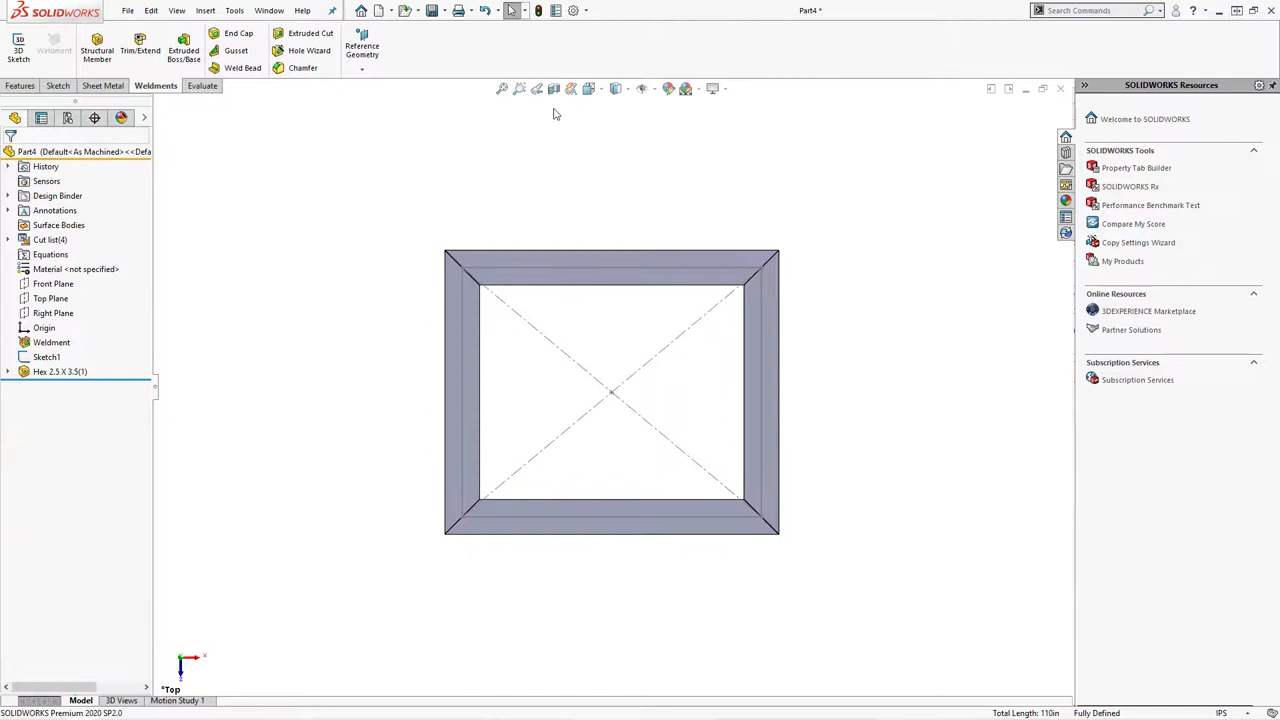 SOLIDWORKS
File
Edit
View
Insert
Tools
Window
Help
Part4 *
Search Commands
3D Sketch
Weldment
Structural Member
Trim/Extend
Extruded Boss/Base
End Cap
Gusset
Weld Bead
Extruded Cut
Hole Wizard
Chamfer
Reference Geometry
Features
Sketch
Sheet Metal
Weldments
Evaluate
Part4 (Default<As Machined><<Defa
History
Sensors
Design Binder
Annotations
Surface Bodies
Cut list(4)
Equations
Material <not specified>
Front Plane
Top Plane
Right Plane
Origin
Weldment
Sketch1
Hex 2.5 X 3.5(1)
SOLIDWORKS Resources
Welcome to SOLIDWORKS
SOLIDWORKS Tools
Property Tab Builder
SOLIDWORKS Rx
Performance Benchmark Test
Compare My Score
Copy Settings Wizard
My Products
Online Resources
3DEXPERIENCE Marketplace
Partner Solutions
Subscription Services
Subscription Services
x
*Top
Model
3D Views
Motion Study 1
SOLIDWORKS Premium 2020 SP2.0
Total Length: 110in
Fully Defined
IPS